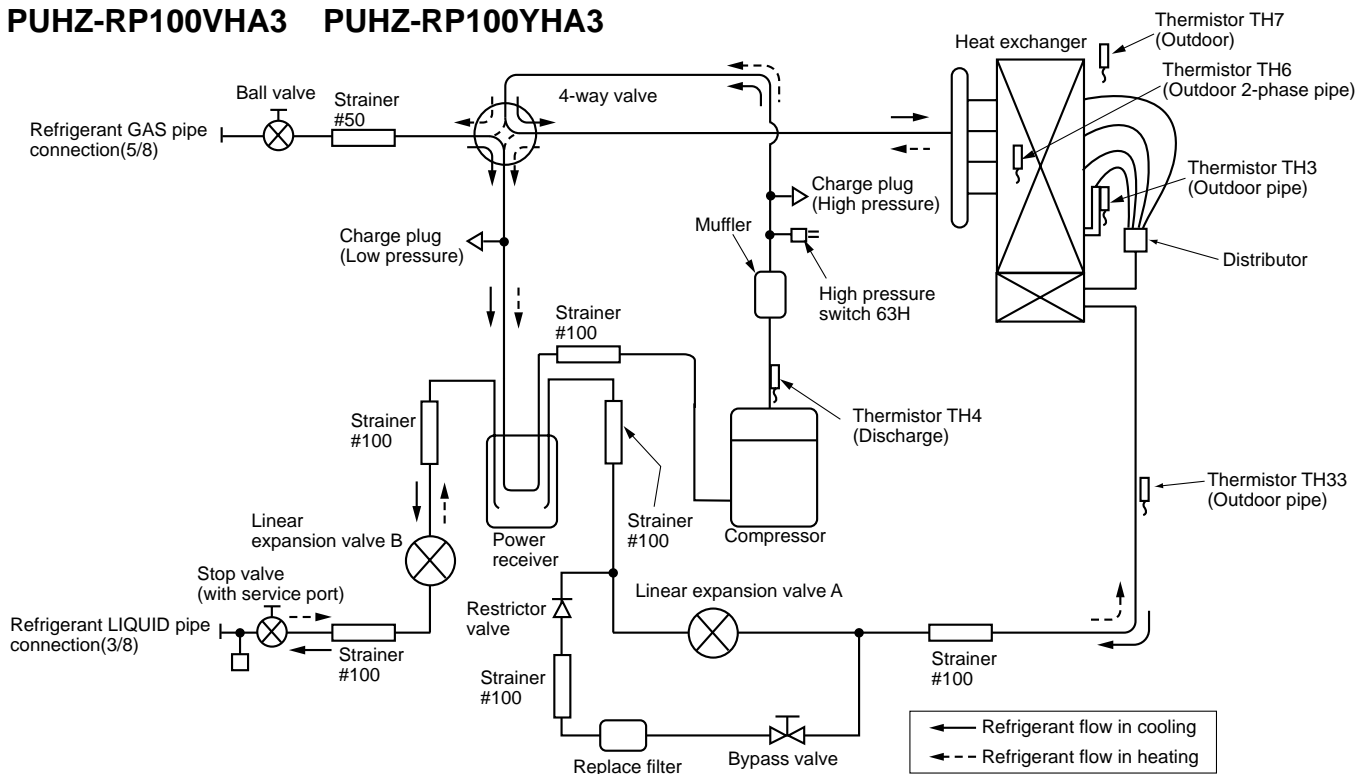 PUHZ-RP100VHA3 PUHZ-RP100YHA3
Thermistor TH7
(Outdoor)
Heat exchanger
Thermistor TH6
(Outdoor 2-phase pipe)
Ball valve
Strainer
#50
4-way valve
Refrigerant GAS pipe
connection(5/8)
Thermistor TH3
(Outdoor pipe)
Charge plug
(High pressure)
Muffler
Charge plug
(Low pressure)
Distributor
High pressure
switch 63H
Strainer
#100
Strainer
#100
Thermistor TH4
(Discharge)
Thermistor TH33
(Outdoor pipe)
Strainer
#100
Linear
expansion valve B
Power
receiver
Compressor
Stop valve
(with service port)
Linear expansion valve A
Restrictor
valve
Refrigerant LIQUID pipe
connection(3/8)
Strainer
#100
Strainer
#100
Strainer
#100
Refrigerant flow in cooling
Refrigerant flow in heating
Replace filter
Bypass valve